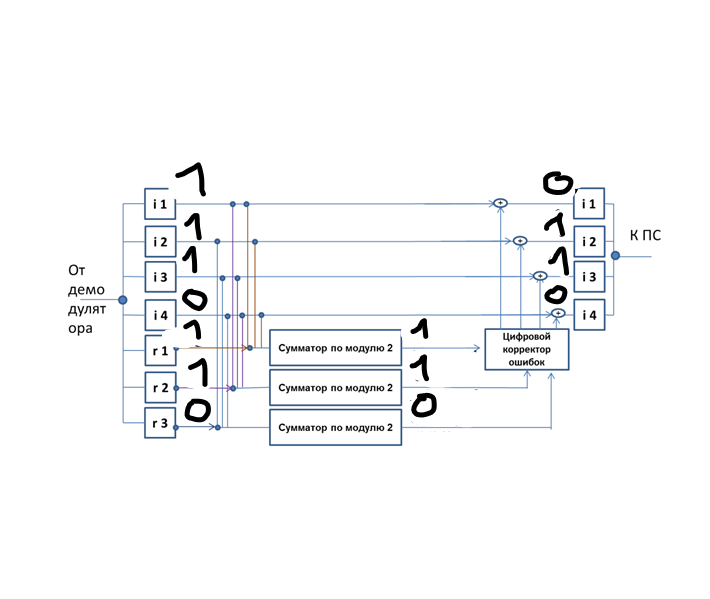 1
0
i 1
i 1
1
1
i 2
i 2
К ПС
1
1
От
демо
дулят
ора
i 3
i 3
0
0
i 4
i 4
1
1
r 1
Сумматор по модулю 2
Цифровой
корректор
ошибок
1
1
r 2
Сумматор по модулю 2
0
0
r 3
Сумматор по модулю 2
+
+
+
+